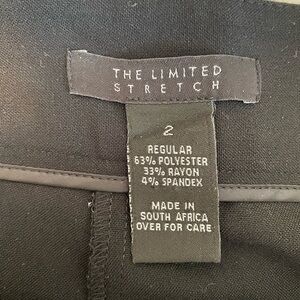 THE LIMITED
STRETCH
2
REGULAR
63% POLYESTER
33% RAYON
4% SPANDEX
MADE IN
SOUTH AFRICA
OVER FOR CARE